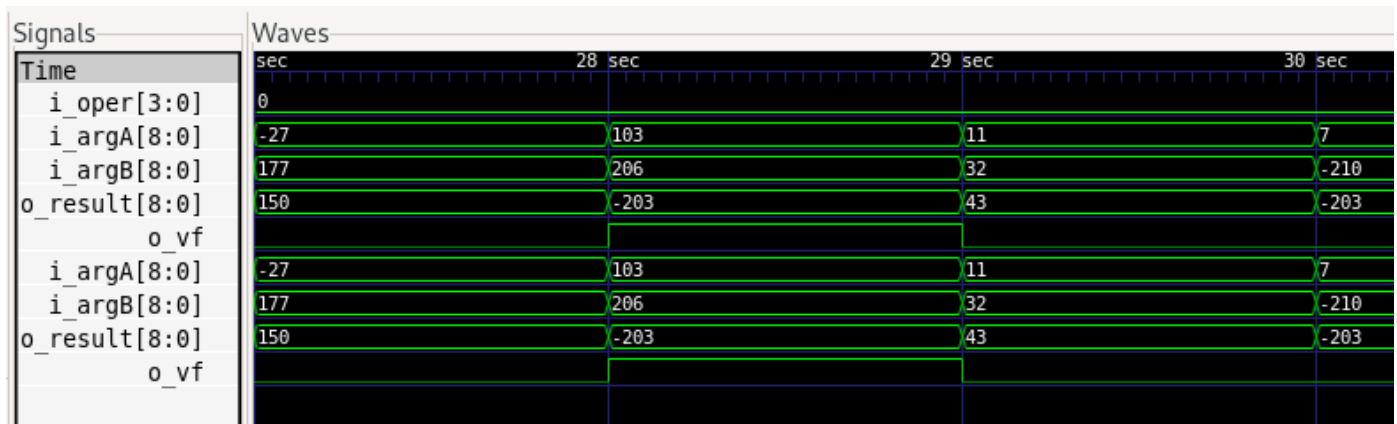 Signals Waves
Time sec 28 sec 29 sec 30 sec
i_oper[3:0] 0
i_argA[8:0] -27 103 11 7
i_argB[8:0] 177 206 32 -210
o_result[8:0] 150 -203 43 -203
o_vf
i_argA[8:0] -27 103 11 7
i_argB[8:0] 177 206 32 -210
o_result[8:0] 150 -203 43 -203
o_vf